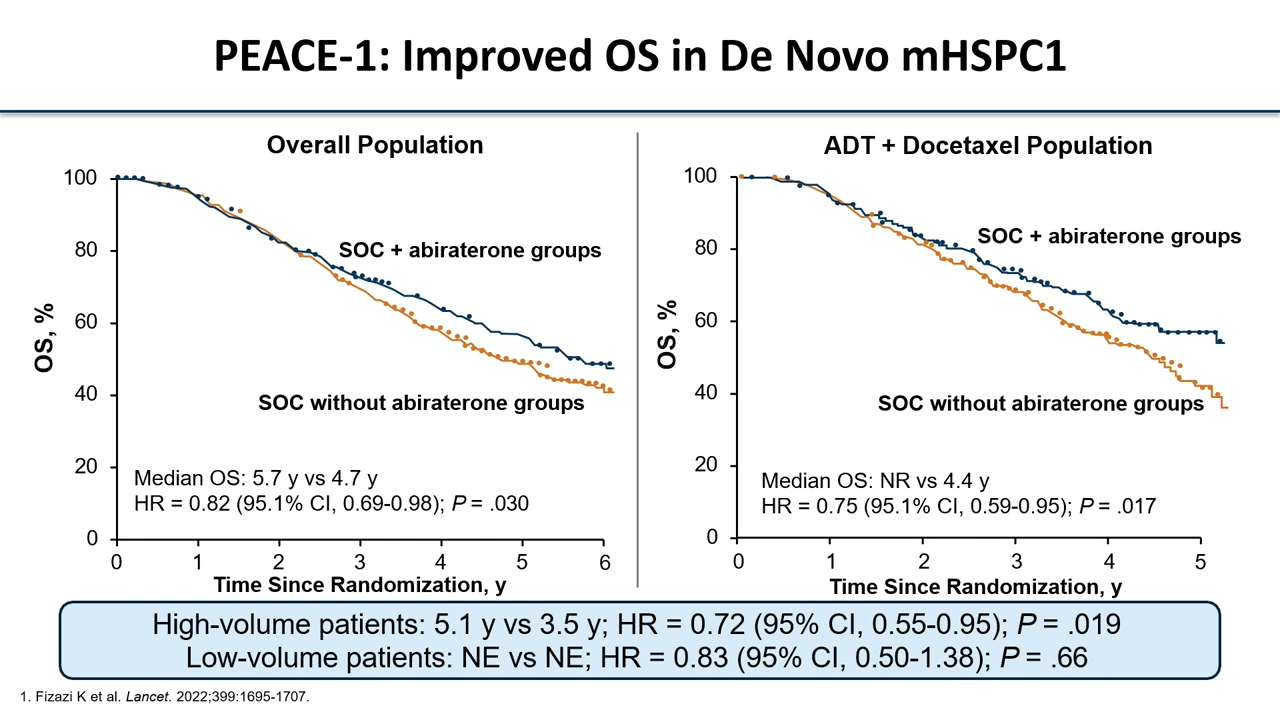 PEACE-1: Improved OS in De Novo mHSPC1
Overall Population
100
80
60
40
20
0
OS, %
SOC + abiraterone groups
SOC without abiraterone groups
Median OS: 5.7 y vs 4.7 y
HR = 0.82 (95.1% CI, 0.69-0.98); P = .030
0 1 2 3 4 5 6
Time Since Randomization, y
ADT + Docetaxel Population
100
80
60
40
20
0
OS, %
SOC + abiraterone groups
SOC without abiraterone groups
Median OS: NR vs 4.4 y
HR = 0.75 (95.1% CI, 0.59-0.95); P = .017
0 1 2 3 4 5
Time Since Randomization, y
High-volume patients: 5.1 y vs 3.5 y; HR = 0.72 (95% CI, 0.55-0.95); P = .019
Low-volume patients: NE vs NE; HR = 0.83 (95% CI, 0.50-1.38); P = .66
1. Fizazi K et al. Lancet. 2022;399:1695-1707.